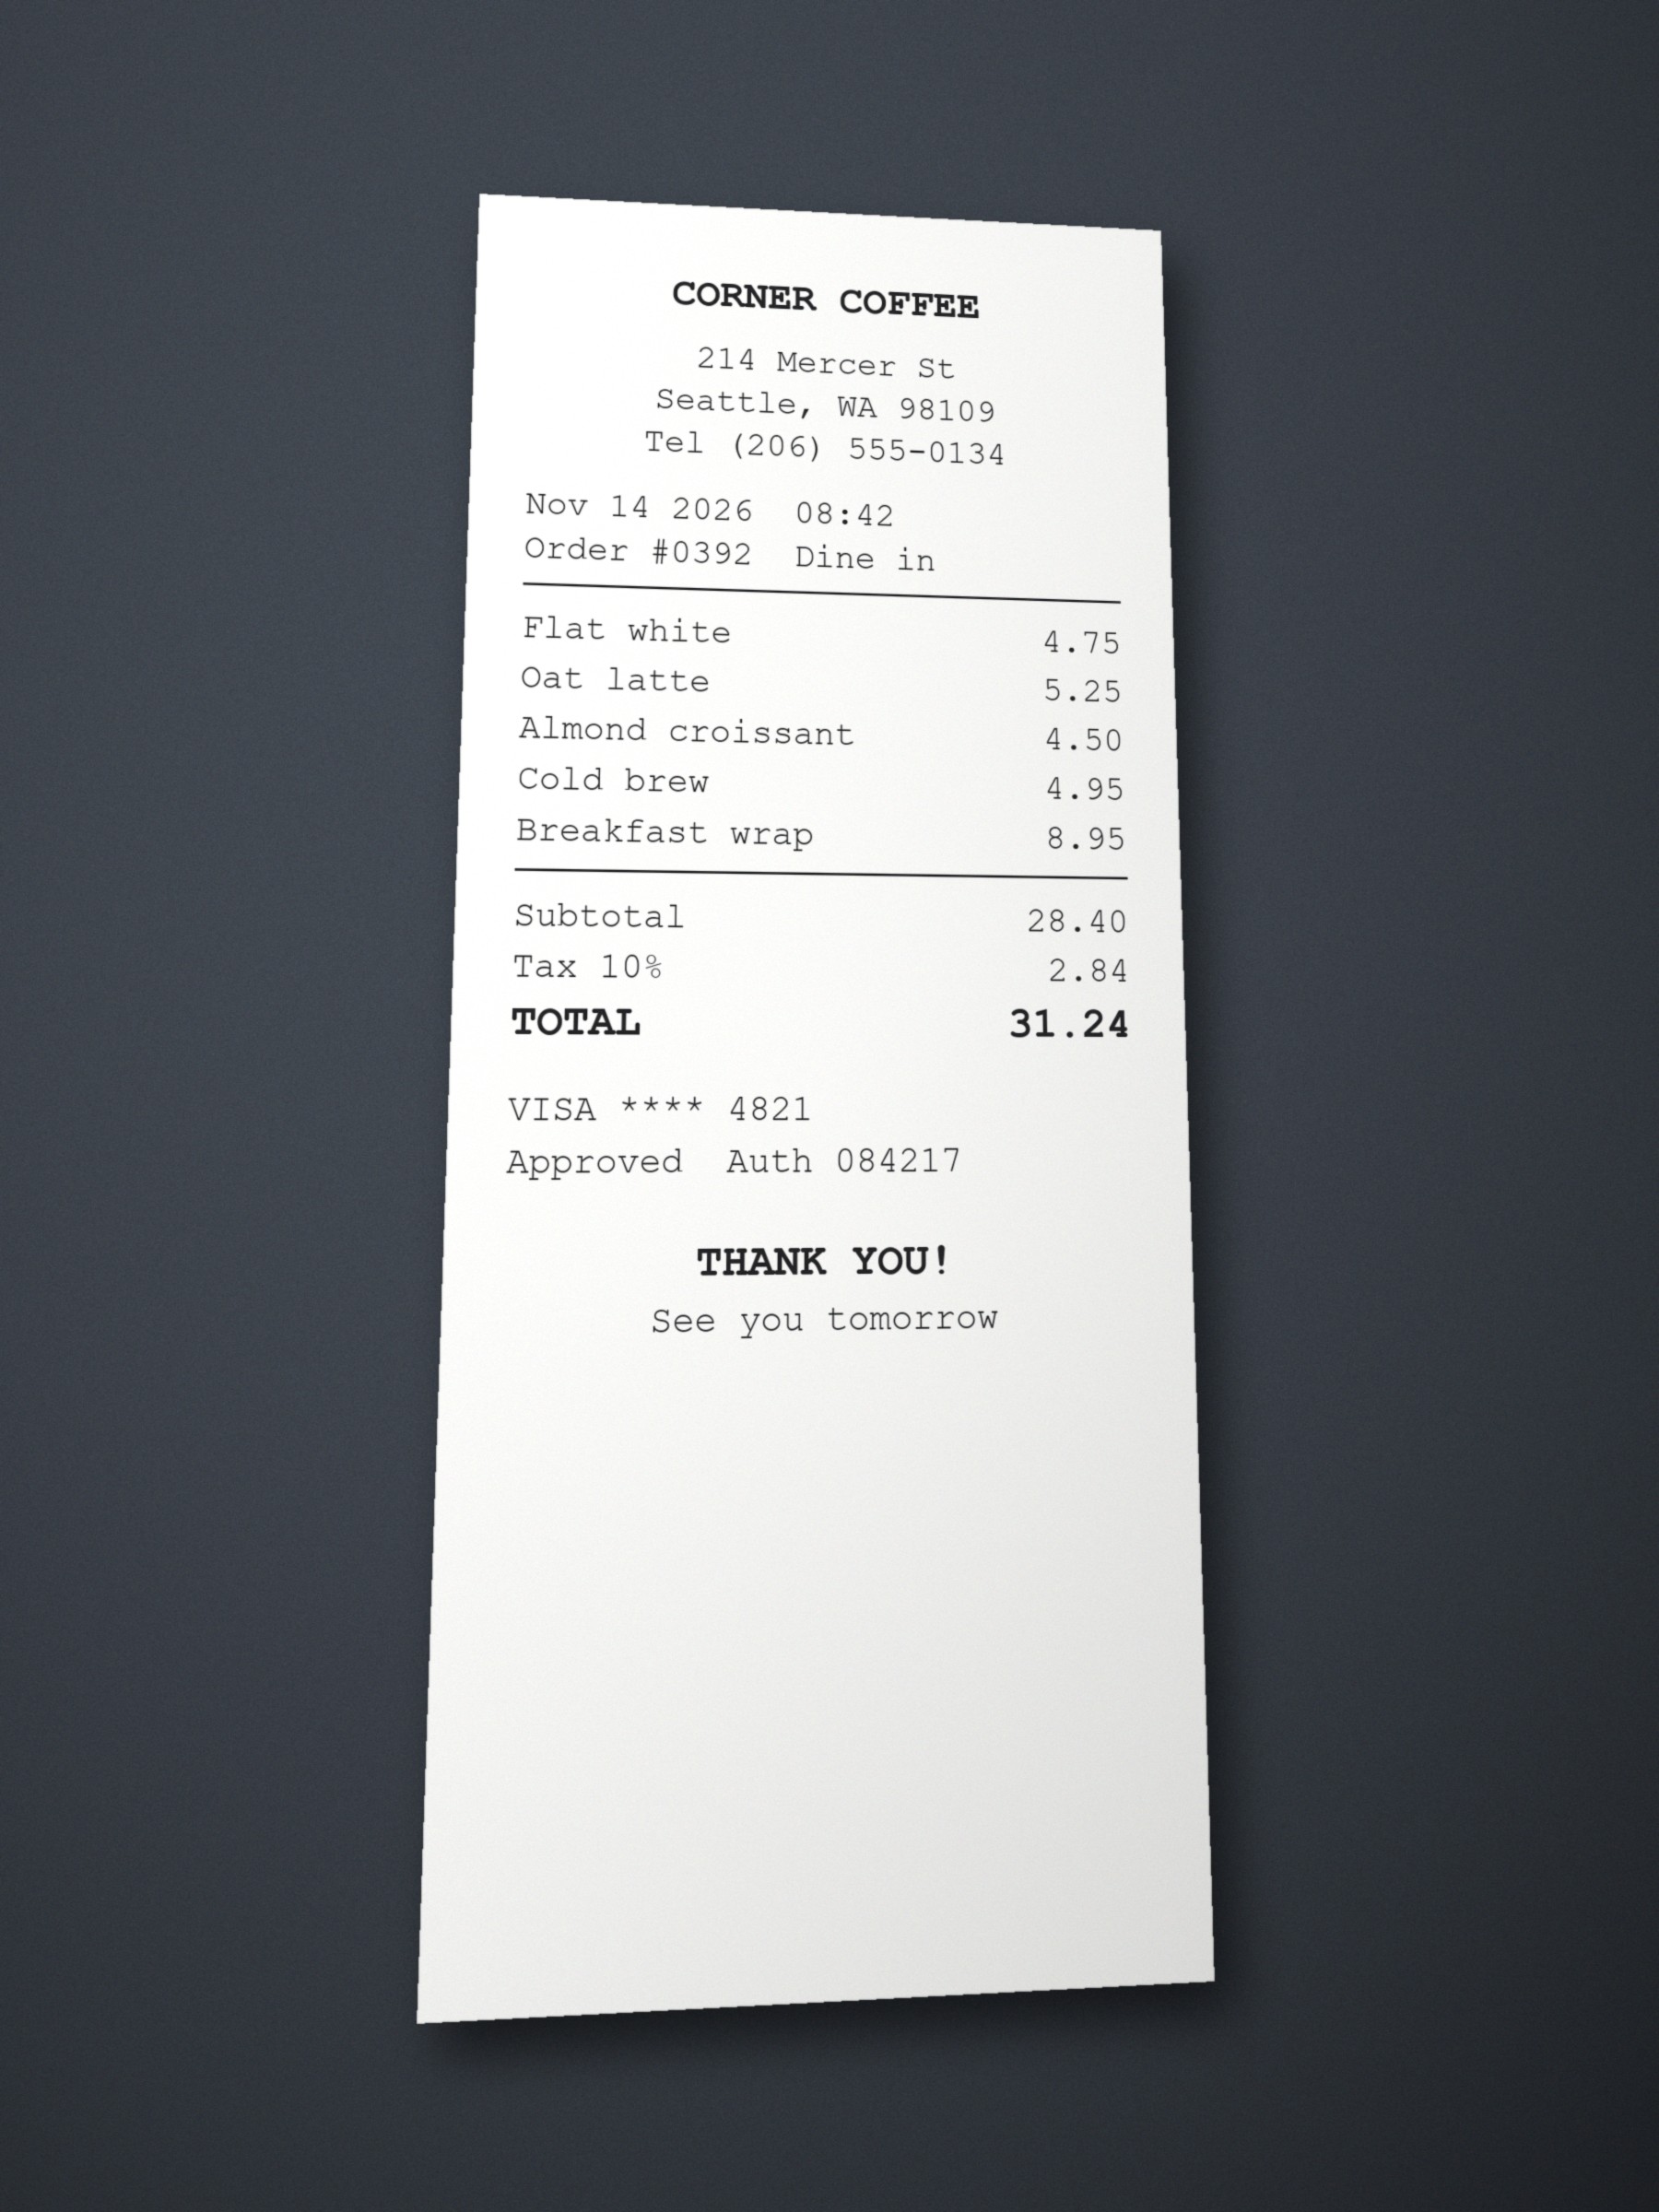 CORNER COFFEE
214 Mercer St
Seattle, WA 98109
Tel (206) 555-0134
Nov 14 2026  08:42
Order #0392  Dine in
Flat white 4.75
Oat latte 5.25
Almond croissant 4.50
Cold brew 4.95
Breakfast wrap 8.95
Subtotal 28.40
Tax 10% 2.84
TOTAL 31.24
VISA **** 4821
Approved  Auth 084217
THANK YOU!
See you tomorrow